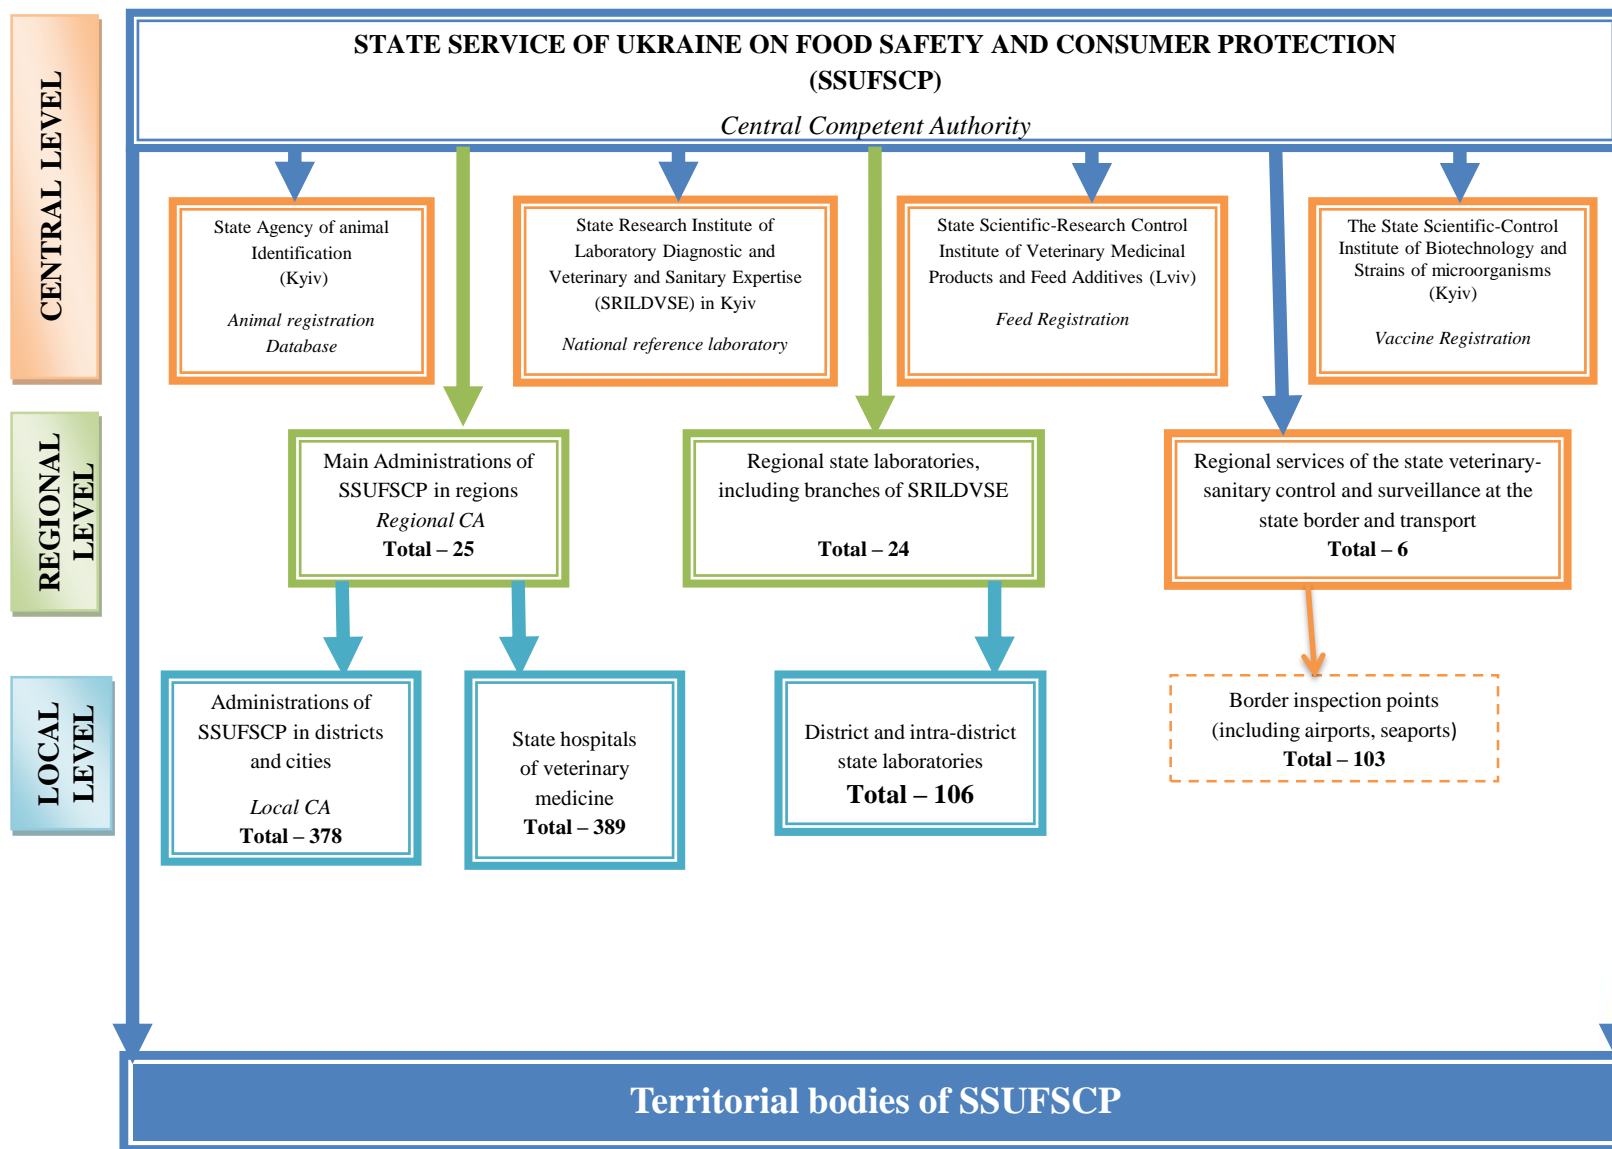 STATE SERVICE OF UKRAINE ON FOOD SAFETY AND CONSUMER PROTECTION
(SSUFSCP)
Central Competent Authority
CENTRAL LEVEL
State Agency of animal
Identification
(Kyiv)
Animal registration
Database
State Research Institute of
Laboratory Diagnostic and
Veterinary and Sanitary Expertise
(SRILDVSE) in Kyiv
National reference laboratory
State Scientific-Research Control
Institute of Veterinary Medicinal
Products and Feed Additives (Lviv)
Feed Registration
The State Scientific-Control
Institute of Biotechnology and
Strains of microorganisms
(Kyiv)
Vaccine Registration
REGIONAL
LEVEL
Main Administrations of
SSUFSCP in regions
Regional CA
Total – 25
Regional state laboratories,
including branches of SRILDVSE
Total – 24
Regional services of the state veterinary-
sanitary control and surveillance at the
state border and transport
Total – 6
LOCAL
LEVEL
Administrations of
SSUFSCP in districts
and cities
Local CA
Total – 378
State hospitals
of veterinary
medicine
Total – 389
District and intra-district
state laboratories
Total – 106
Border inspection points
(including airports, seaports)
Total – 103
Territorial bodies of SSUFSCP